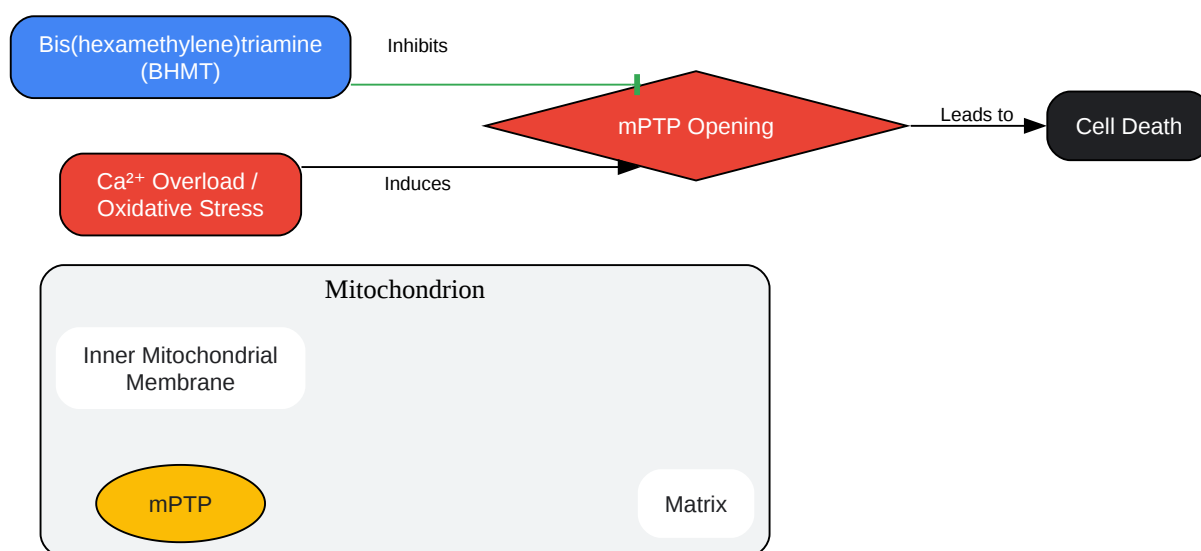 Bis(hexamethylene)triamine
(BHMT)
Inhibits
mPTP Opening
Leads to
Cell Death
Ca²⁺ Overload /
Oxidative Stress
Induces
Mitochondrion
Inner Mitochondrial
Membrane
mPTP
Matrix